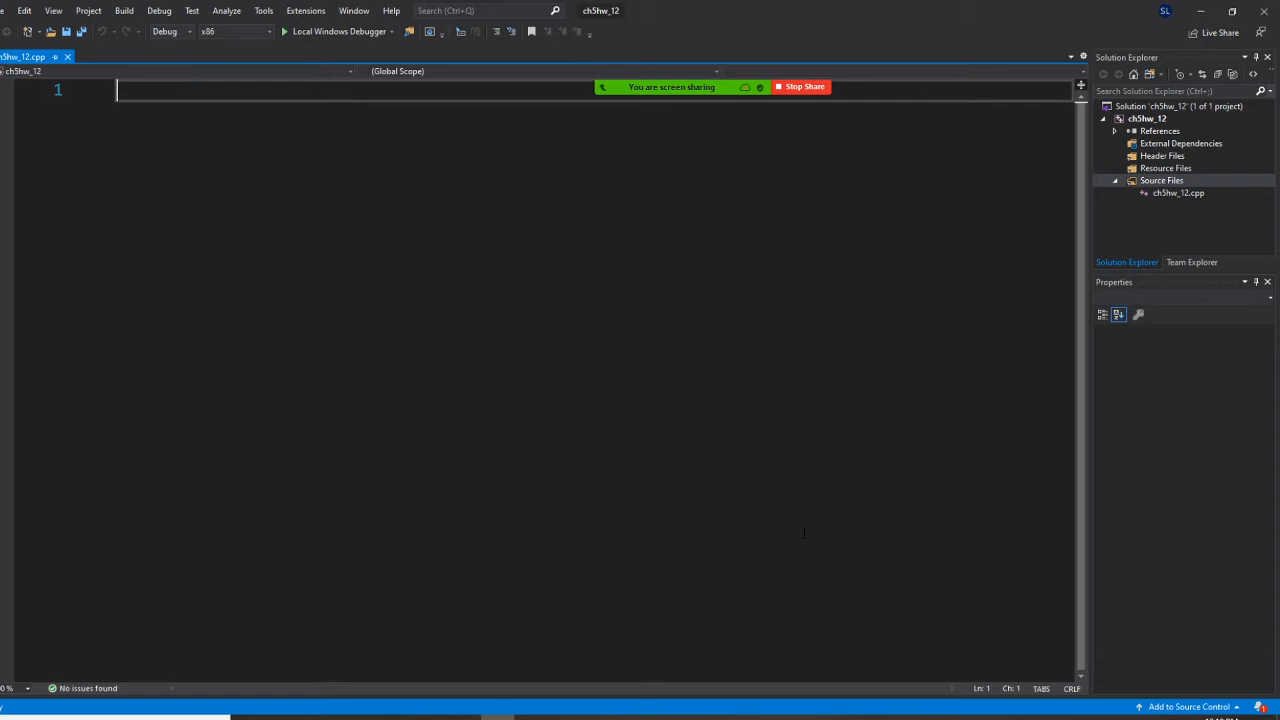 Edit View Project Build Debug Test Analyze Tools Extensions Window Help Search (Ctrl+Q) ch5hw_12 SL
Debug x86 Local Windows Debugger Live Share
ch5hw_12.cpp
ch5hw_12 (Global Scope)
1
You are screen sharing Stop Share
Solution Explorer
Search Solution Explorer (Ctrl+;)
Solution 'ch5hw_12' (1 of 1 project)
ch5hw_12
References
External Dependencies
Header Files
Resource Files
Source Files
ch5hw_12.cpp
Solution Explorer Team Explorer
Properties
No issues found Ln: 1 Ch: 1 TABS CRLF
Add to Source Control 1